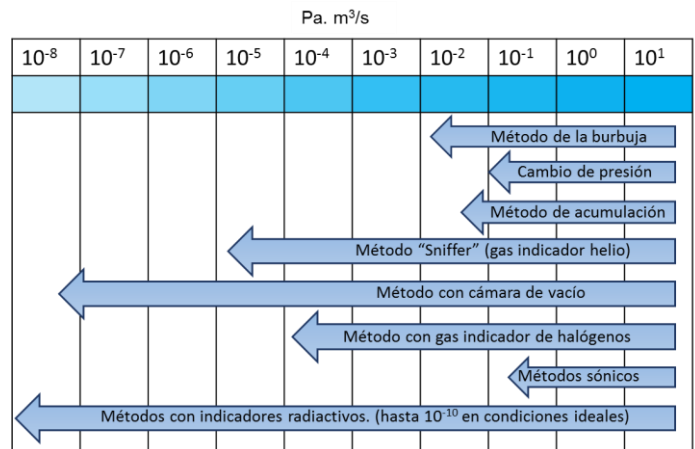 Pa. m³/s
10⁻⁸ 10⁻⁷ 10⁻⁶ 10⁻⁵ 10⁻⁴ 10⁻³ 10⁻² 10⁻¹ 10⁰ 10¹
Método de la burbuja
Cambio de presión
Método de acumulación
Método “Sniffer” (gas indicador helio)
Método con cámara de vacío
Método con gas indicador de halógenos
Métodos sónicos
Métodos con indicadores radiactivos. (hasta 10⁻¹⁰ en condiciones ideales)